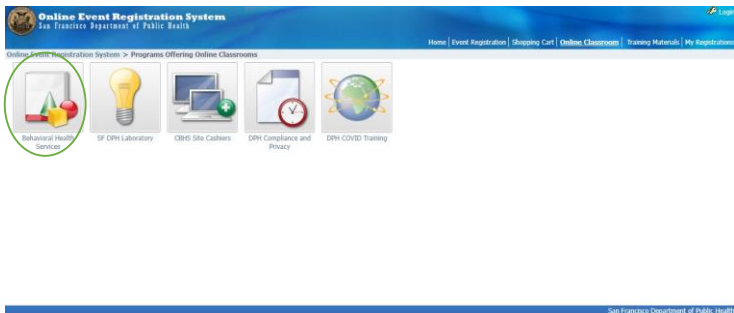 Online Event Registration System
San Francisco Department of Public Health
Login
Home | Event Registration | Shopping Cart | Online Classroom | Training Materials | My Registrations
Online Event Registration System > Programs Offering Online Classrooms
Behavioral Health Services
SF DPH Laboratory
CBHS Site Cashiers
DPH Compliance and Privacy
DPH COVID Training
San Francisco Department of Public Health